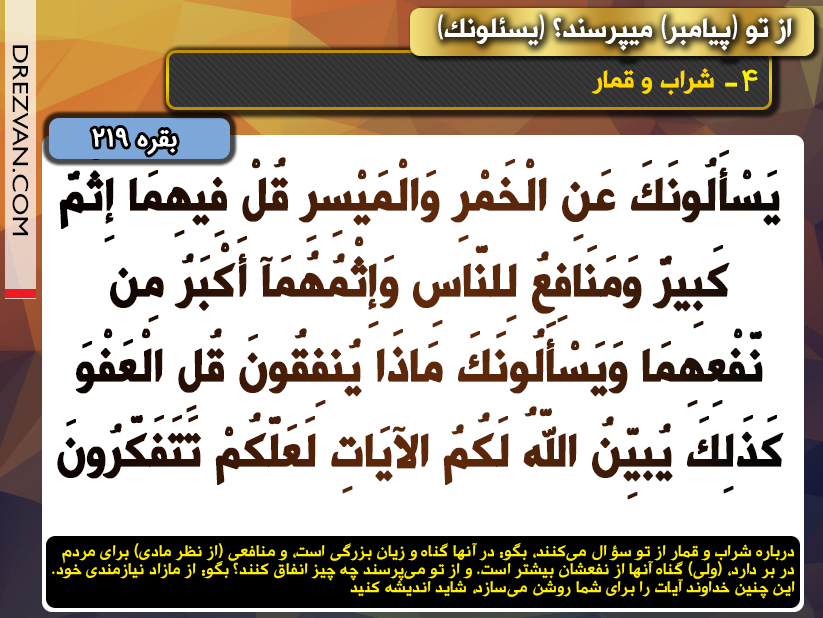 از تو (پیامبر) میپرسند؟ (یسئلونك)
۴- شراب و قمار
بقره ۲۱۹
DREZVAN.COM
يَسْأَلُونَكَ عَنِ الْخَمْرِ وَالْمَيْسِرِ قُلْ فِيهِمَا إِثْمٌ
كَبِيرٌ وَمَنَافِعُ لِلنَّاسِ وَإِثْمُهُمَآ أَكْبَرُ مِن
نَّفْعِهِمَا وَيَسْأَلُونَكَ مَاذَا يُنفِقُونَ قُلِ الْعَفْوَ
كَذَلِكَ يُبيِّنُ اللّهُ لَكُمُ الآيَاتِ لَعَلَّكُمْ تَتَفَكَّرُونَ
درباره شراب و قمار از تو سؤ ال می‌کنند، بگو: در آنها گناه و زیان بزرگی است، و منافعی (از نظر مادی) برای مردم
در بر دارد، (ولی) گناه آنها از نفعشان بیشتر است. و از تو می‌پرسند چه چیز انفاق کنند؟ بگو: از مازاد نیازمندی خود.
این چنین خداوند آیات را برای شما روشن می‌سازد، شاید اندیشه کنید